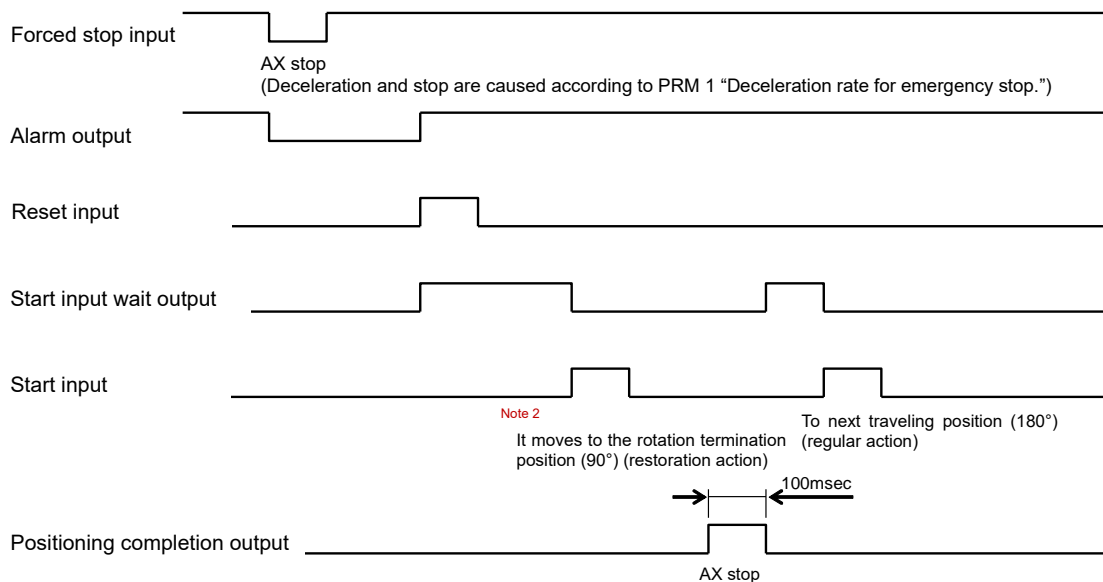 Forced stop input
AX stop
(Deceleration and stop are caused according to PRM 1 “Deceleration rate for emergency stop.”)
Alarm output
Reset input
Start input wait output
Start input
Note 2
It moves to the rotation termination
position (90°) (restoration action)
To next traveling position (180°)
(regular action)
100msec
Positioning completion output
AX stop